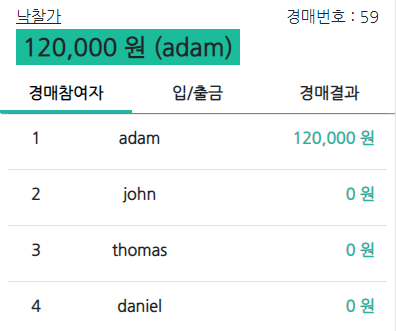 낙찰가 경매번호 : 59
120,000 원 (adam)
경매참여자 입/출금 경매결과
1 adam 120,000 원
2 john 0 원
3 thomas 0 원
4 daniel 0 원